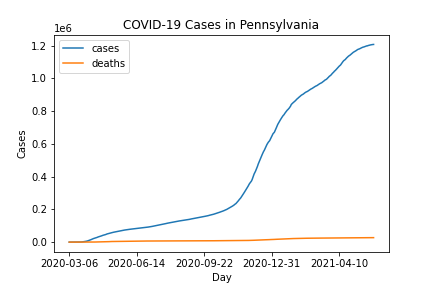 COVID-19 Cases in Pennsylvania
1e6
cases
deaths
1.2
1.0
0.8
0.6
0.4
0.2
0.0
Cases
2020-03-06 2020-06-14 2020-09-22 2020-12-31 2021-04-10
Day